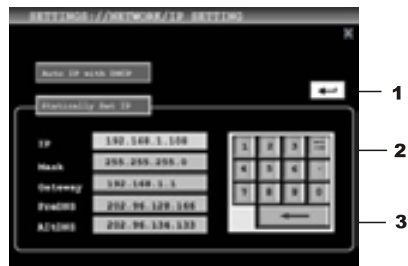 SETTINGS://NETWORK/IP SETTING
X
Auto IP with DHCP
1
Statically Set IP
IP 192.168.1.108
Mask 255.255.255.0
Gateway 192.168.1.1
PreDNS 202.96.128.166
AltDNS 202.96.134.133
1 2 3
4 5 6 .
7 8 9 0
2
3